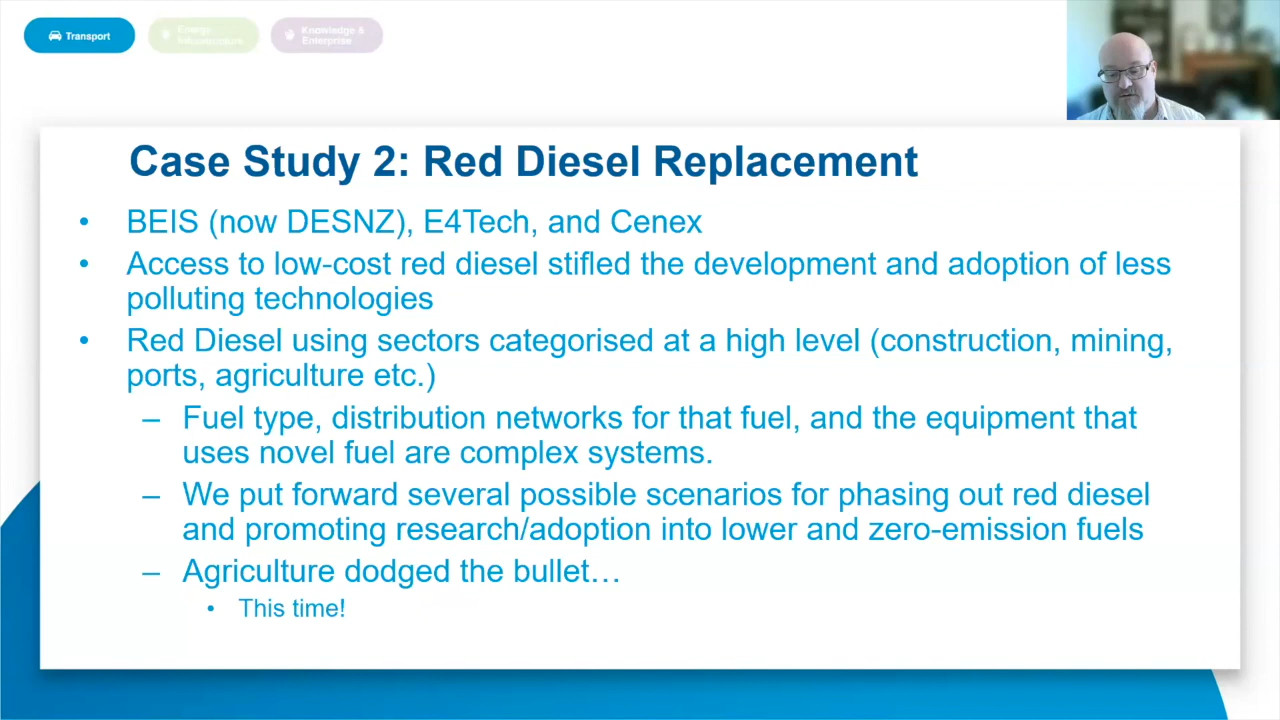 Transport
Energy
Infrastructure
Knowledge &
Enterprise
Case Study 2: Red Diesel Replacement
• BEIS (now DESNZ), E4Tech, and Cenex
• Access to low-cost red diesel stifled the development and adoption of less
polluting technologies
• Red Diesel using sectors categorised at a high level (construction, mining,
ports, agriculture etc.)
– Fuel type, distribution networks for that fuel, and the equipment that
uses novel fuel are complex systems.
– We put forward several possible scenarios for phasing out red diesel
and promoting research/adoption into lower and zero-emission fuels
– Agriculture dodged the bullet…
• This time!